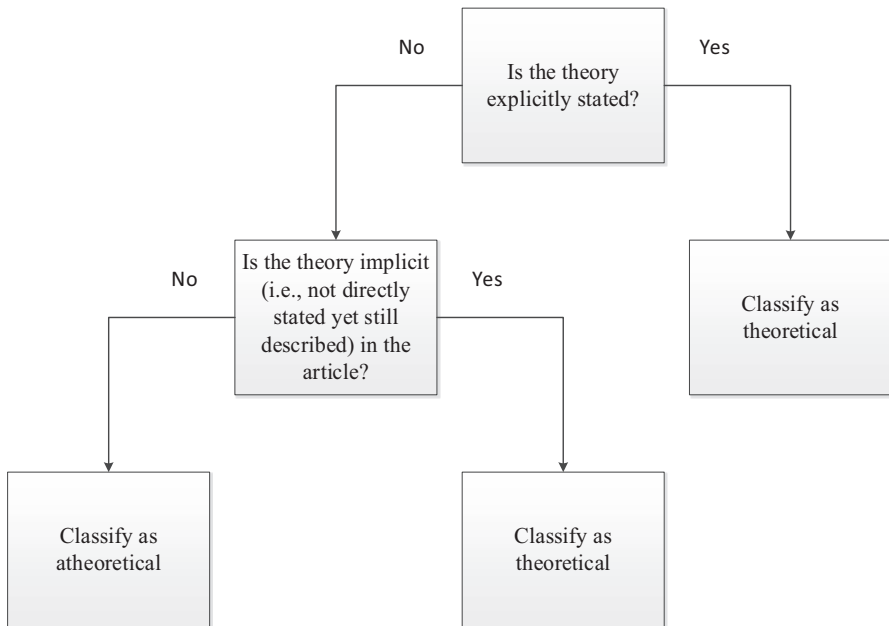 No
Yes
Is the theory
explicitly stated?
No
Yes
Is the theory implicit
(i.e., not directly
stated yet still
described) in the
article?
Classify as
theoretical
Classify as
atheoretical
Classify as
theoretical